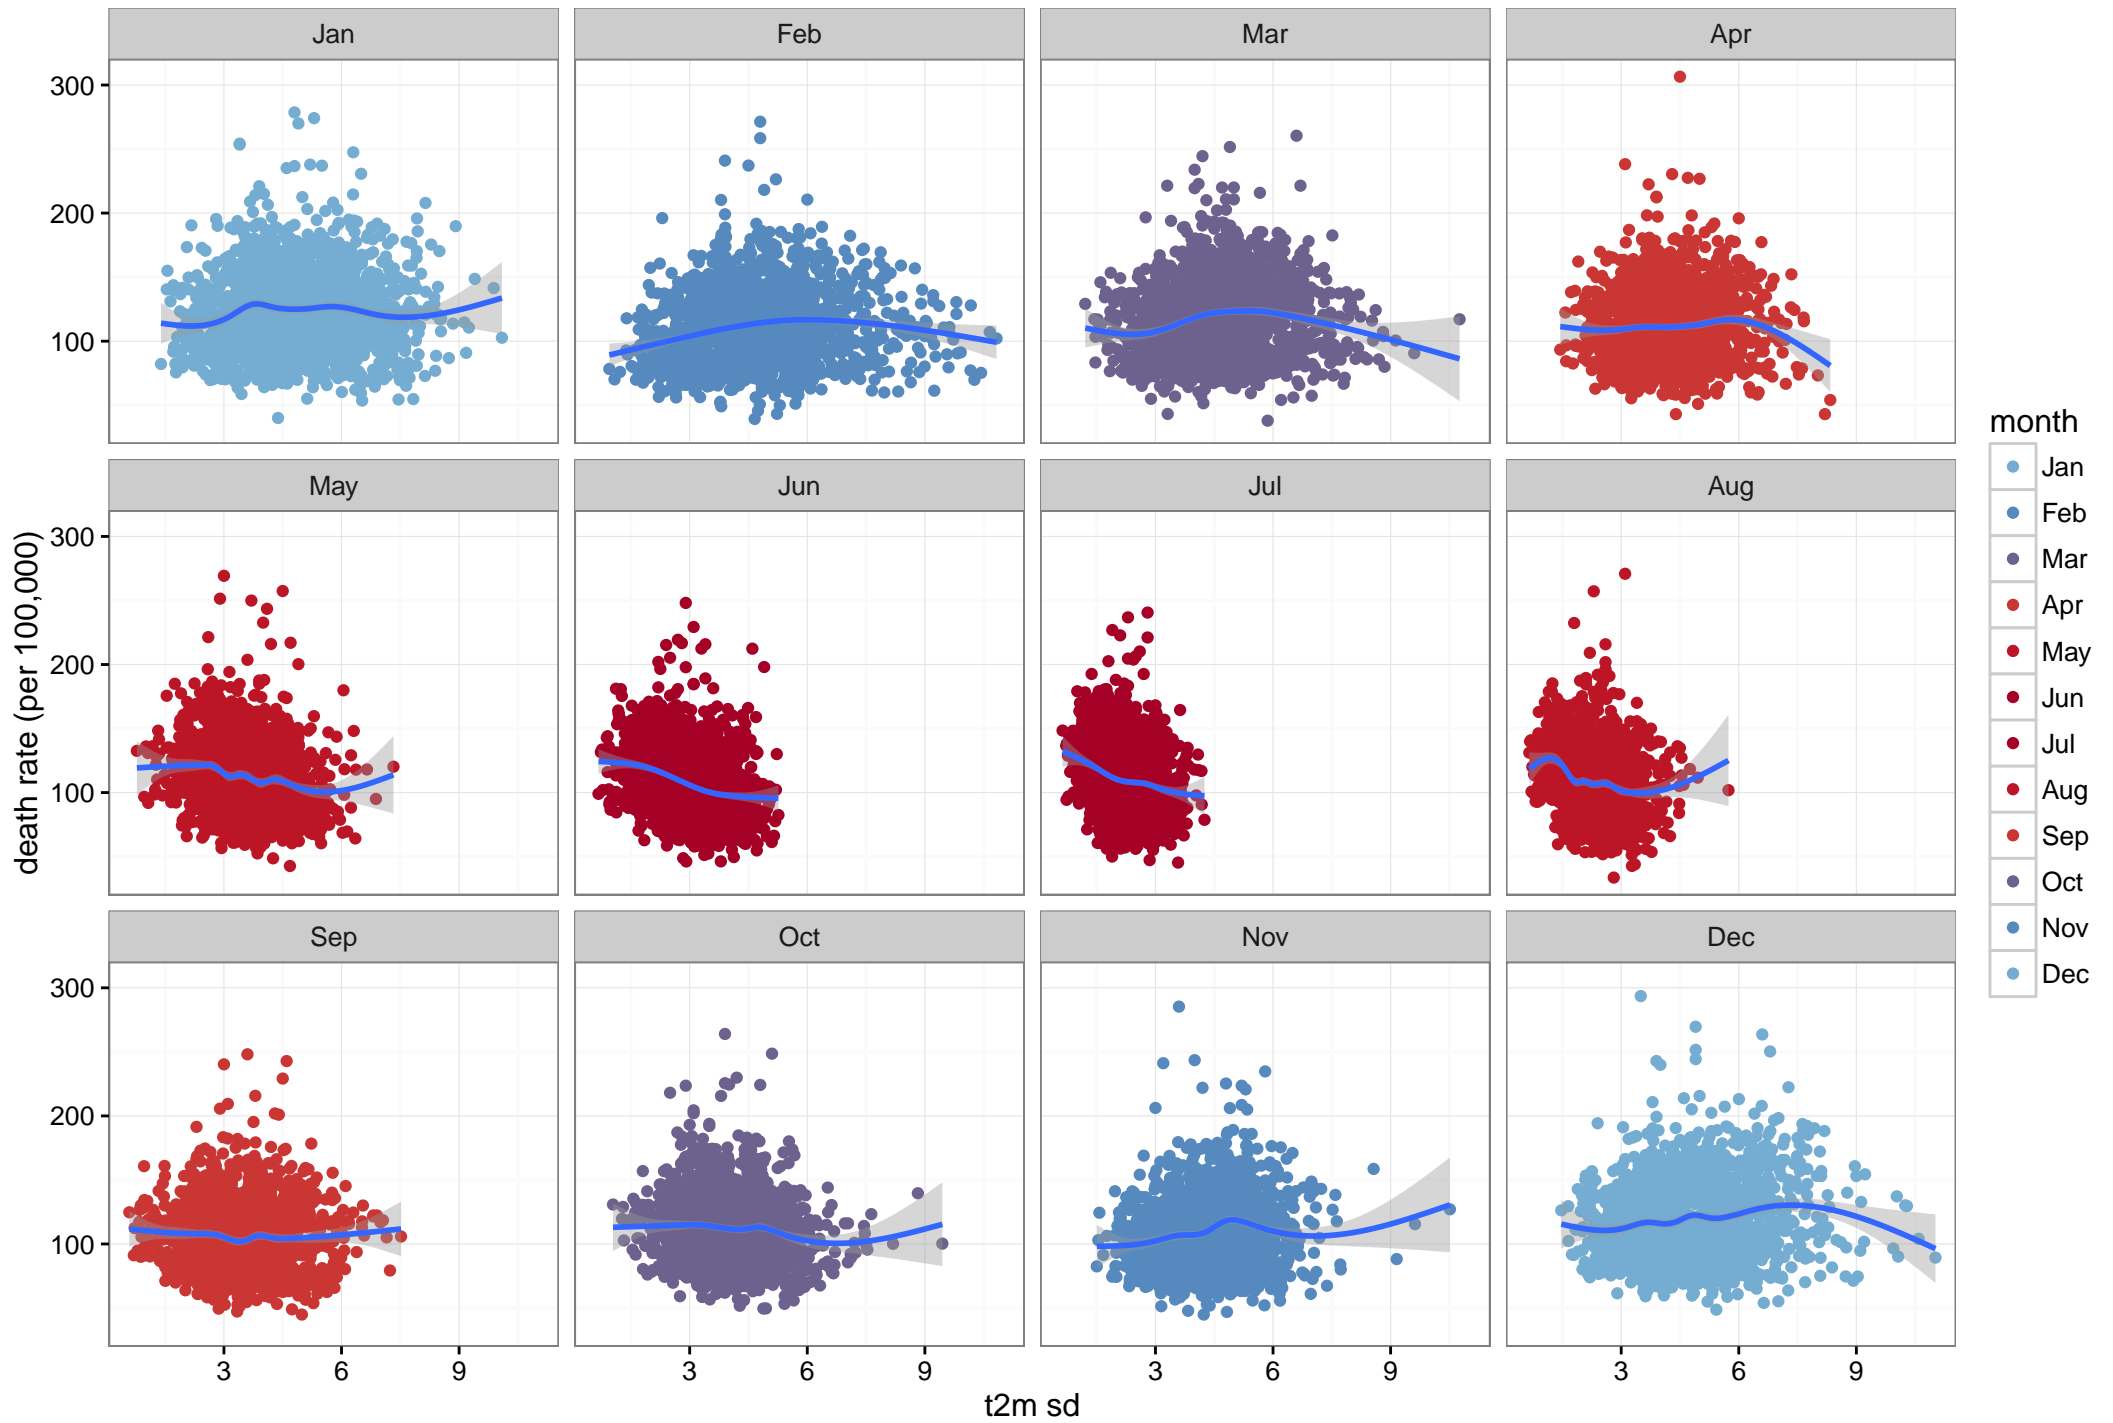 Jan Feb Mar Apr
300
200
100
May Jun Jul Aug
300
200
100
death rate (per 100,000)
Sep Oct Nov Dec
300
200
100
3 6 9 3 6 9 3 6 9 3 6 9
t2m sd
month
Jan
Feb
Mar
Apr
May
Jun
Jul
Aug
Sep
Oct
Nov
Dec